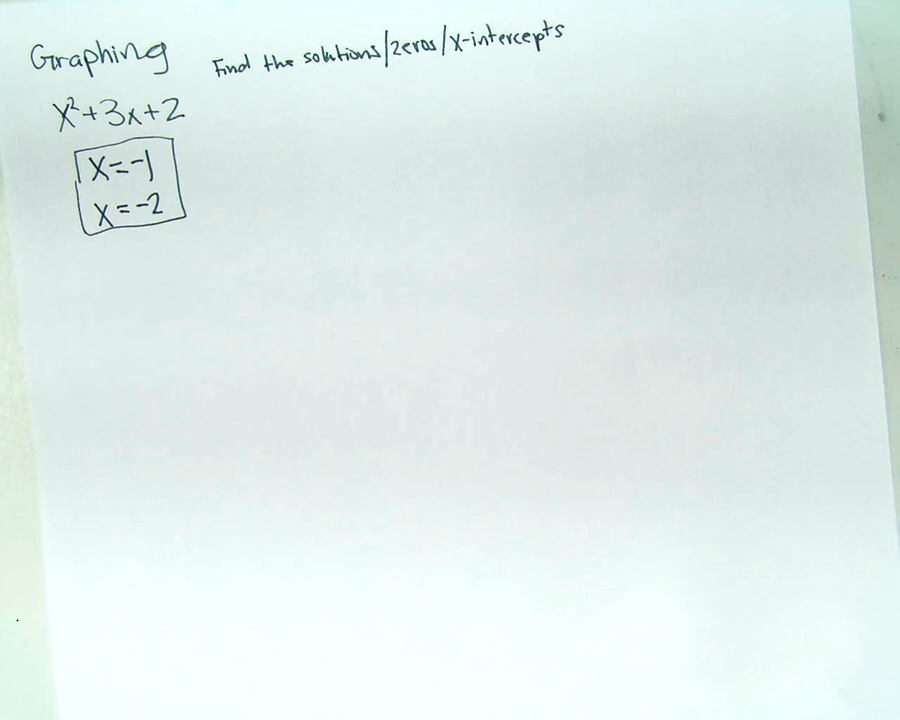 Graphing
Find the solutions/zeros/x-intercepts
x²+3x+2
x=-1
x=-2